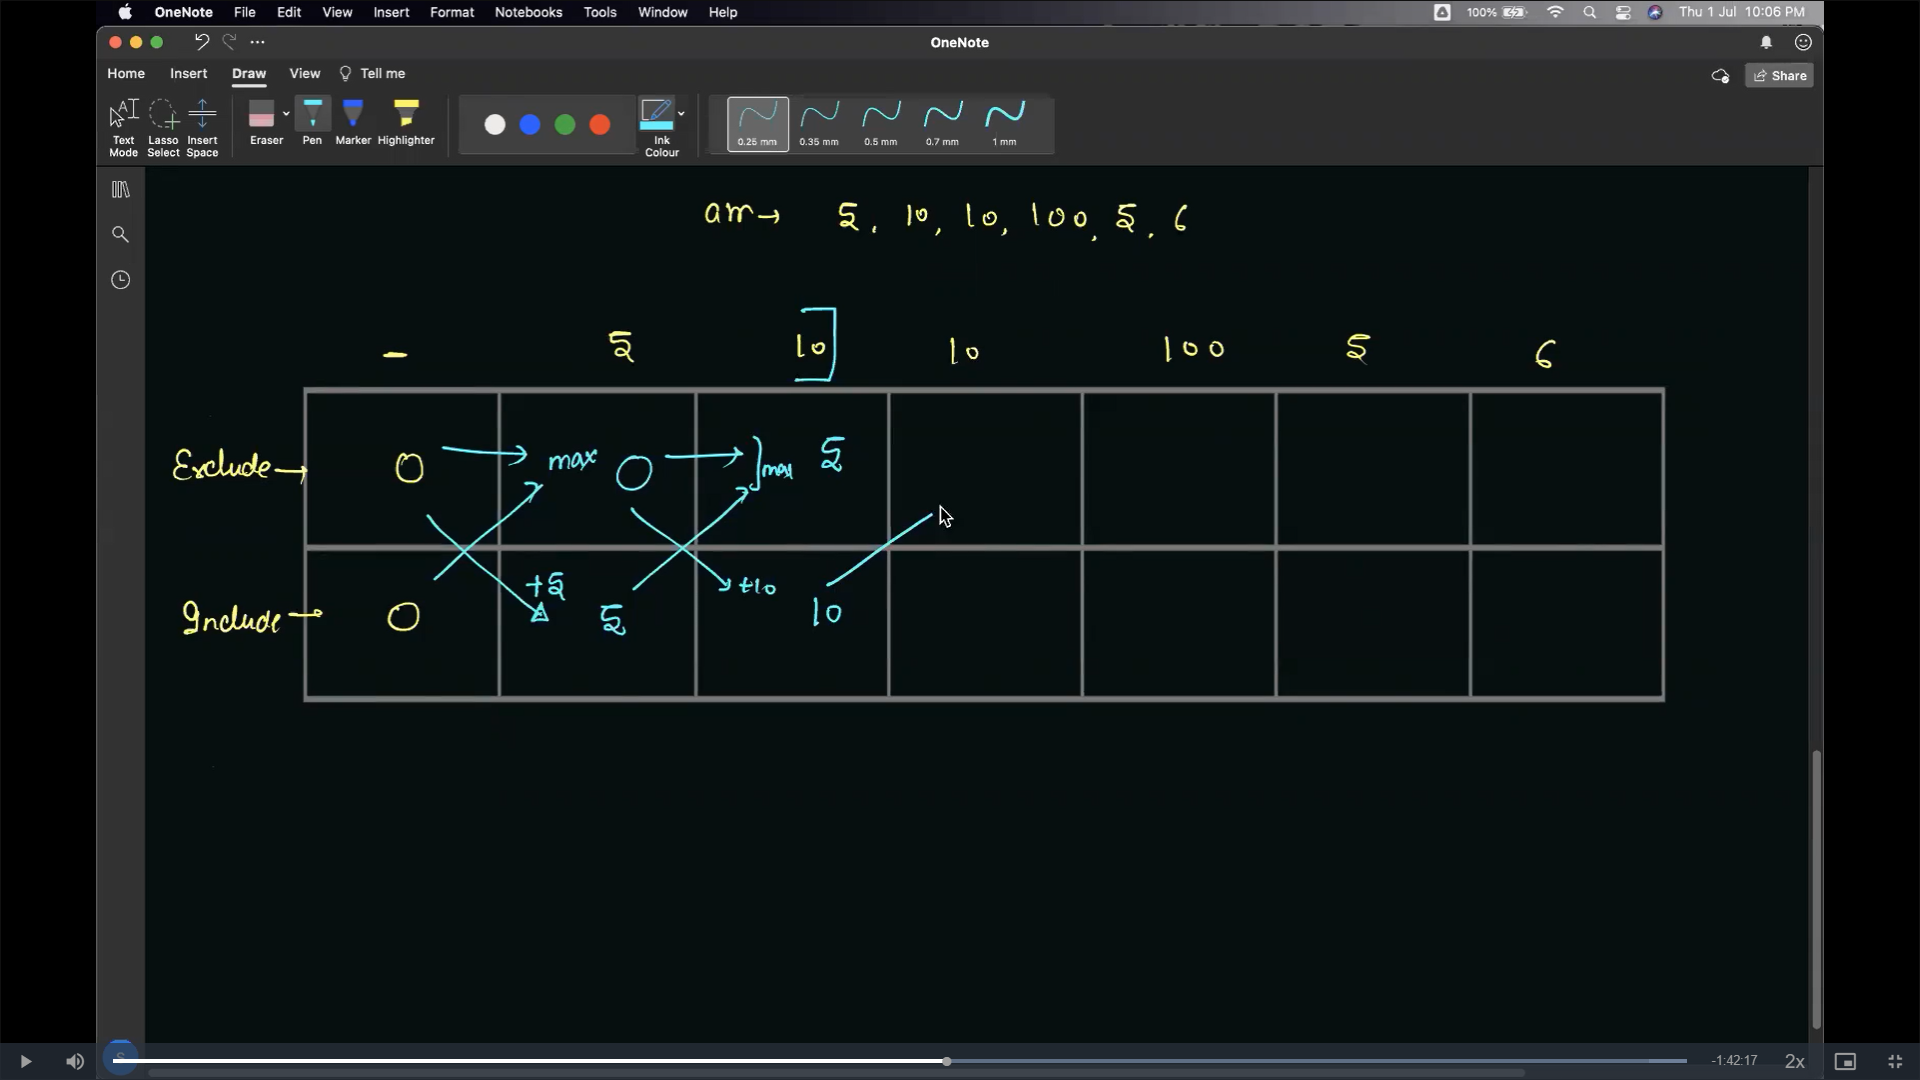 OneNote File Edit View Insert Format Notebooks Tools Window Help 100% Thu 1 Jul 10:06 PM
OneNote
Home Insert Draw View Tell me Share
Text Mode Lasso Select Insert Space Eraser Pen Marker Highlighter Ink Colour 0.25 mm 0.35 mm 0.5 mm 0.7 mm 1 mm
arr→ 5, 10, 10, 100, 5, 6
- 5 10 10 100 5 6
Exclude→ 0 max 0 max 5
+5 +10
Include→ 0 5 10
-1:42:17 2x